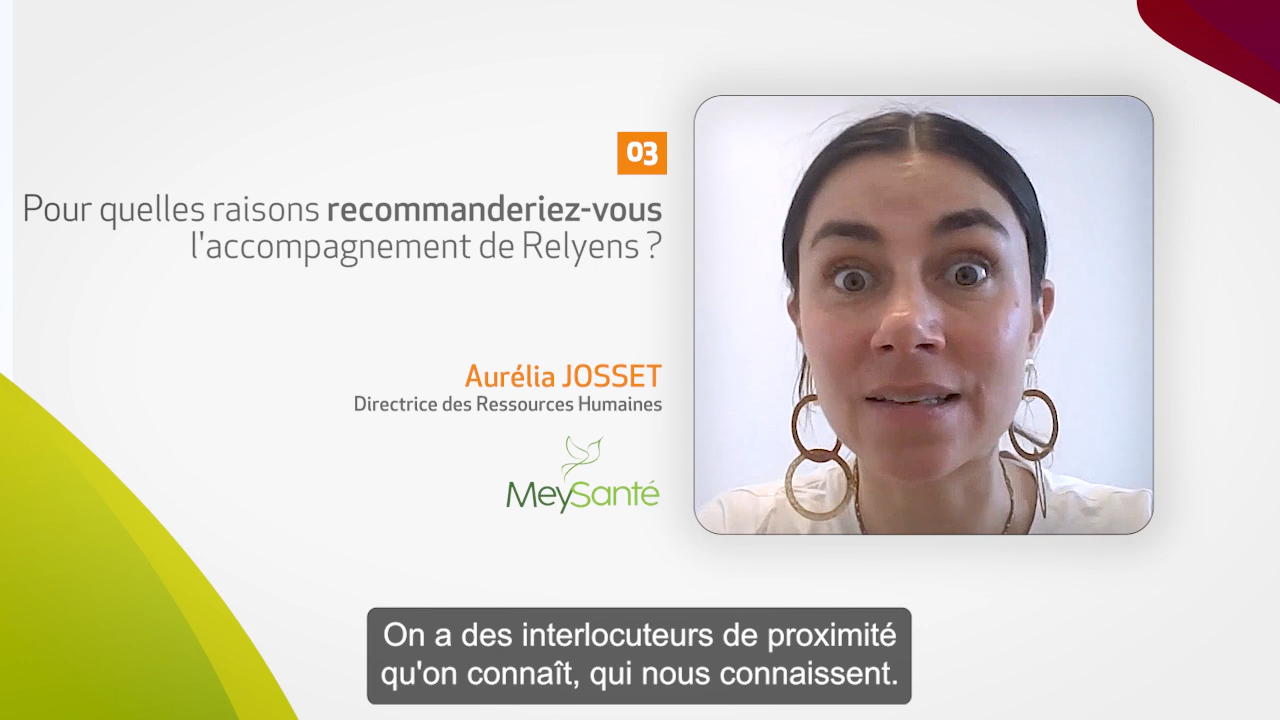 03
Pour quelles raisons recommanderiez-vous
l'accompagnement de Relyens ?
Aurélia JOSSET
Directrice des Ressources Humaines
MeySanté
On a des interlocuteurs de proximité
qu'on connaît, qui nous connaissent.